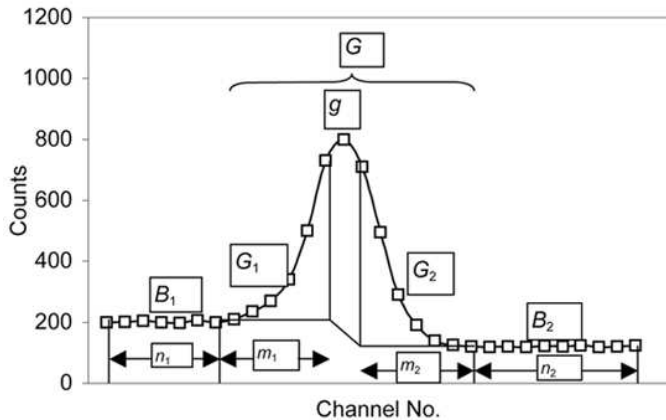 1200
1000
800
600
400
200
0
Counts
Channel No.
G
g
G₁
G₂
B₁
B₂
n₁
m₁
m₂
n₂